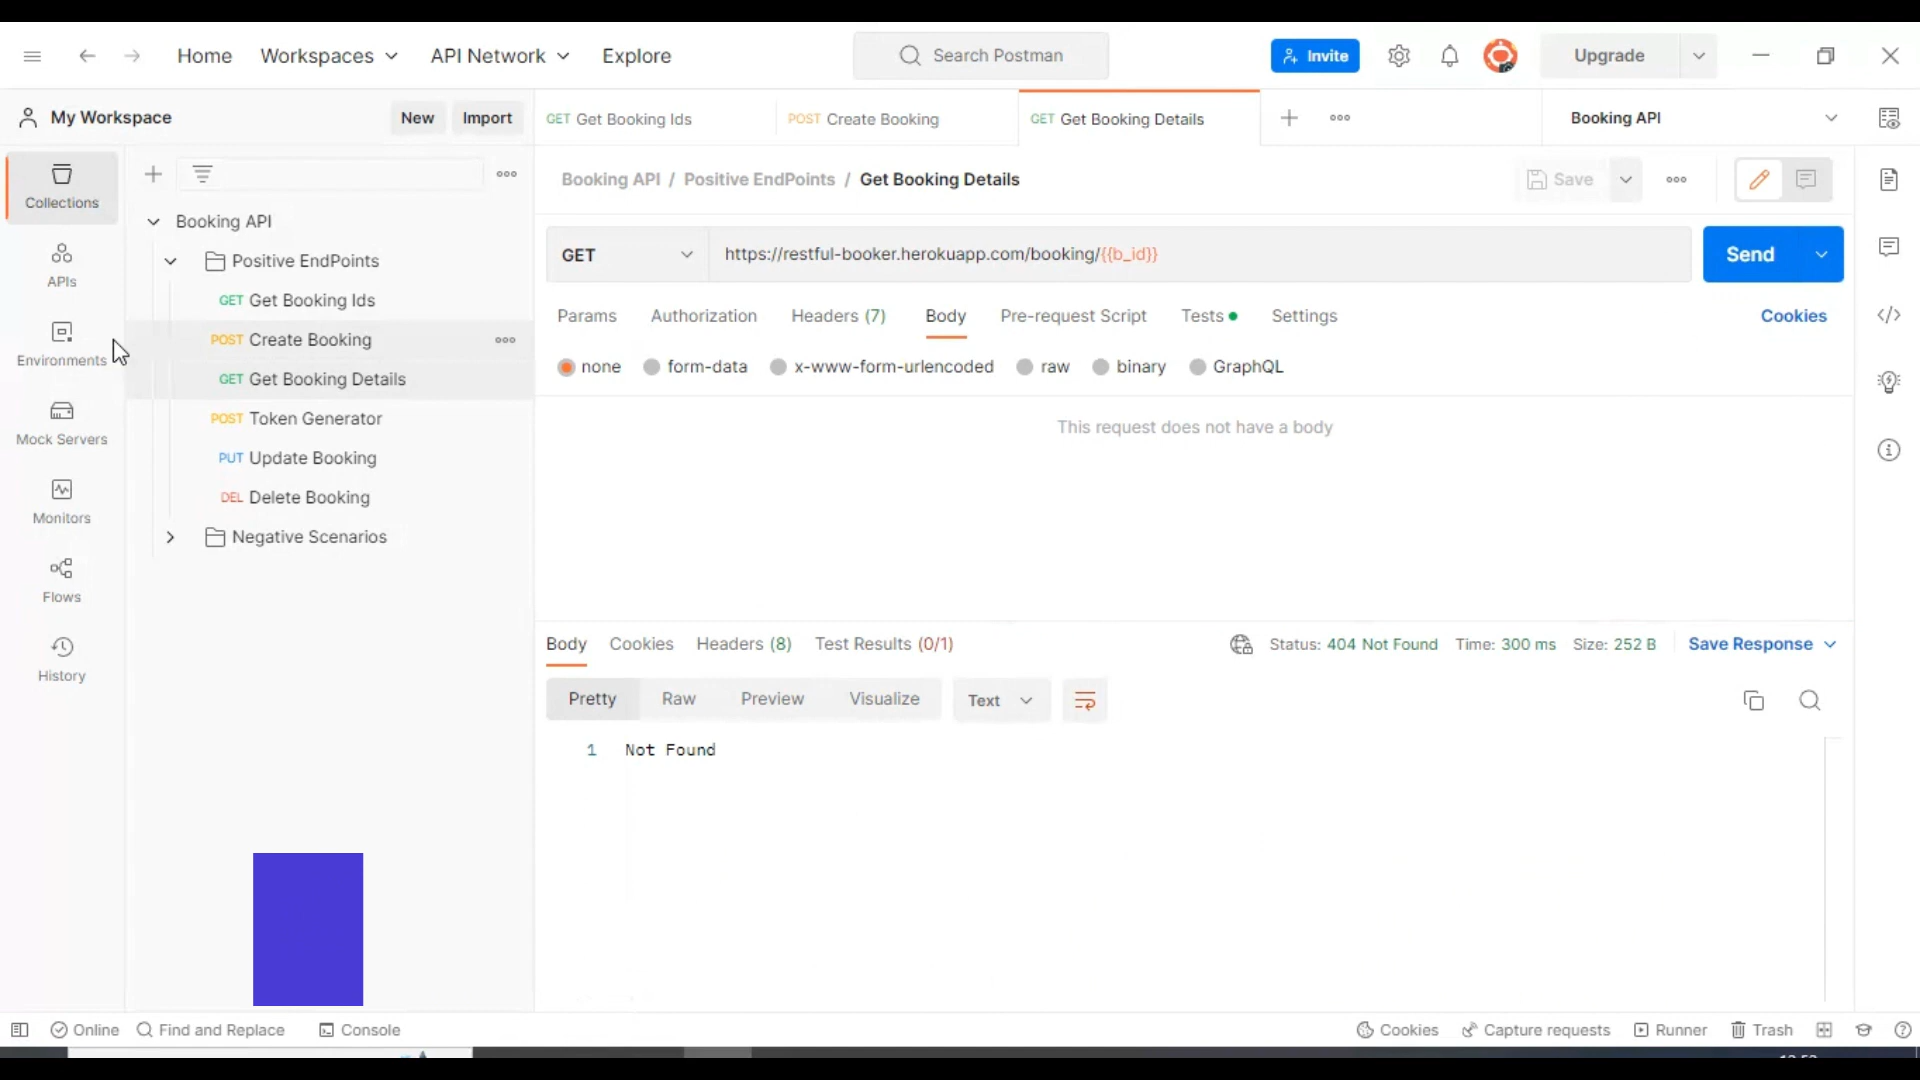 Home Workspaces API Network Explore Search Postman Invite Upgrade
My Workspace New Import GET Get Booking Ids POST Create Booking GET Get Booking Details Booking API
Collections
APIs
Environments
Mock Servers
Monitors
Flows
History
Booking API
Positive EndPoints
GET Get Booking Ids
POST Create Booking
GET Get Booking Details
POST Token Generator
PUT Update Booking
DEL Delete Booking
Negative Scenarios
Booking API / Positive EndPoints / Get Booking Details Save
GET https://restful-booker.herokuapp.com/booking/{{b_id}} Send
Params Authorization Headers (7) Body Pre-request Script Tests Settings Cookies
none form-data x-www-form-urlencoded raw binary GraphQL
This request does not have a body
Body Cookies Headers (8) Test Results (0/1) Status: 404 Not Found Time: 300 ms Size: 252 B Save Response
Pretty Raw Preview Visualize Text
1 Not Found
Online Find and Replace Console Cookies Capture requests Runner Trash